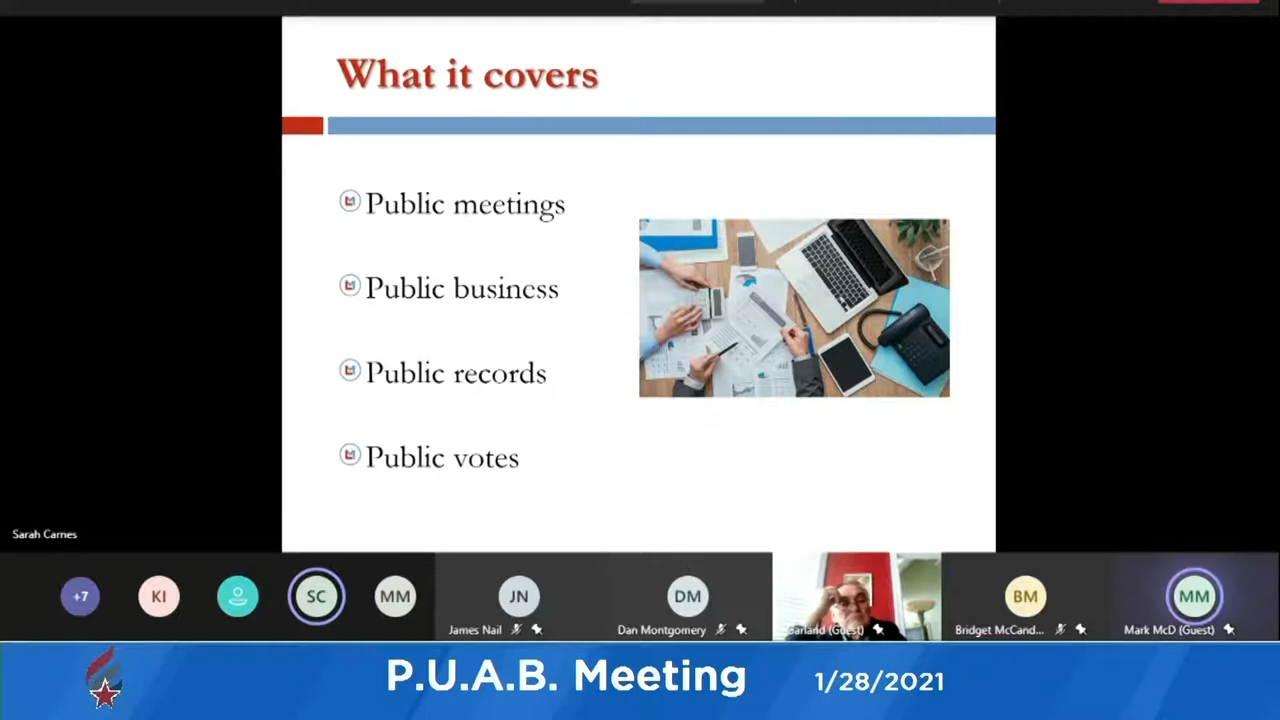 What it covers
Public meetings
Public business
Public records
Public votes
Sarah Carnes
+7
KI
SC
MM
JN
James Nail
DM
Dan Montgomery
(Guest)
BM
Bridget McCand...
MM
Mark McD (Guest)
P.U.A.B. Meeting
1/28/2021